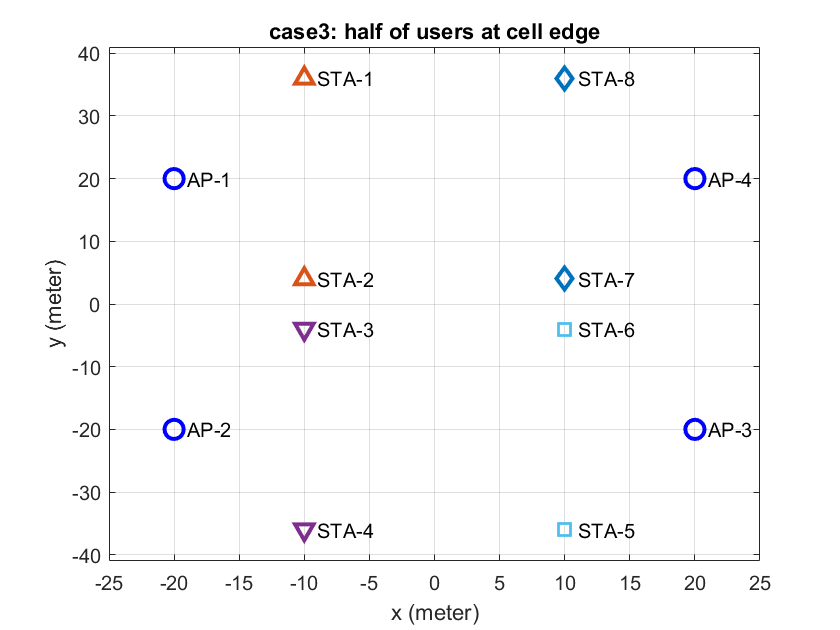 case3: half of users at cell edge
40
STA-1
STA-8
30
20
AP-1
AP-4
10
STA-2
STA-7
0
STA-3
STA-6
-10
-20
AP-2
AP-3
-30
STA-4
STA-5
-40
-25 -20 -15 -10 -5 0 5 10 15 20 25
x (meter)
y (meter)